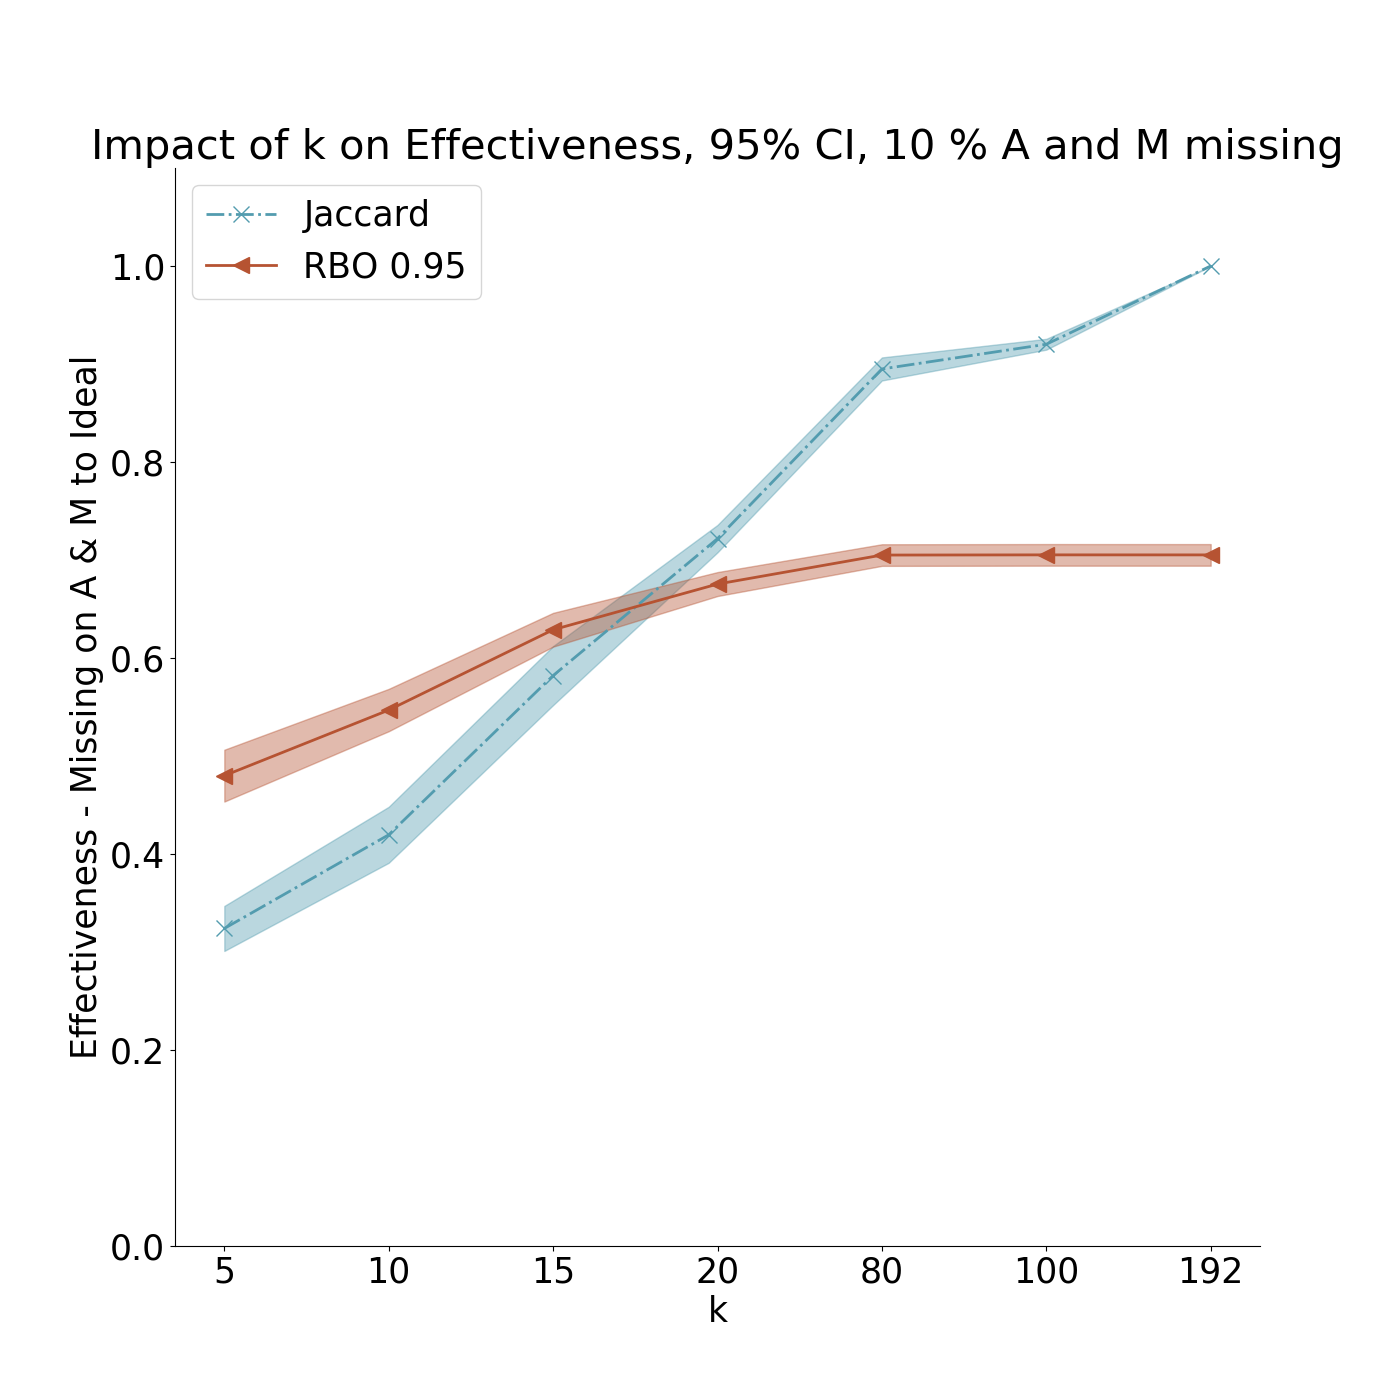 Impact of k on Effectiveness, 95% CI, 10 % A and M missing
Jaccard
RBO 0.95
Effectiveness - Missing on A & M to Ideal
1.0
0.8
0.6
0.4
0.2
0.0
5 10 15 20 80 100 192
k